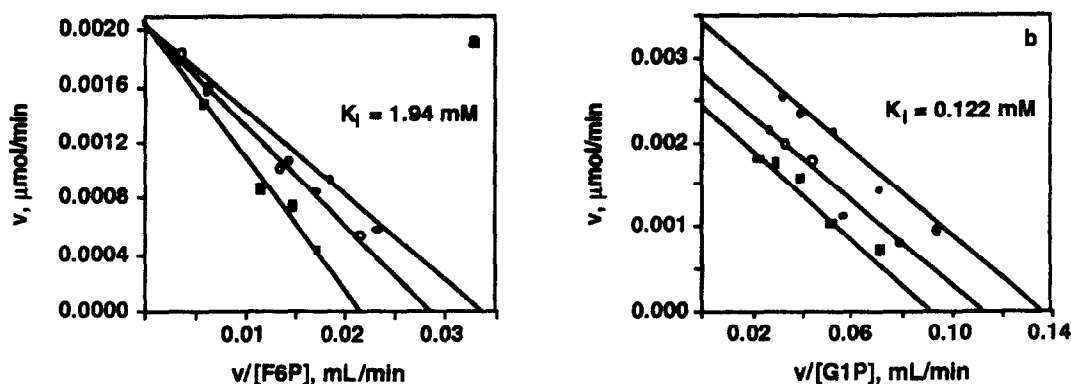 0.0020
0.0016
0.0012
0.0008
0.0004
0.0000
v, μmol/min
0.01
0.02
0.03
v/[F6P], mL/min
a
K_I = 1.94 mM
0.003
0.002
0.001
0.000
v, μmol/min
0.02
0.06
0.10
0.14
v/[G1P], mL/min
b
K_I = 0.122 mM